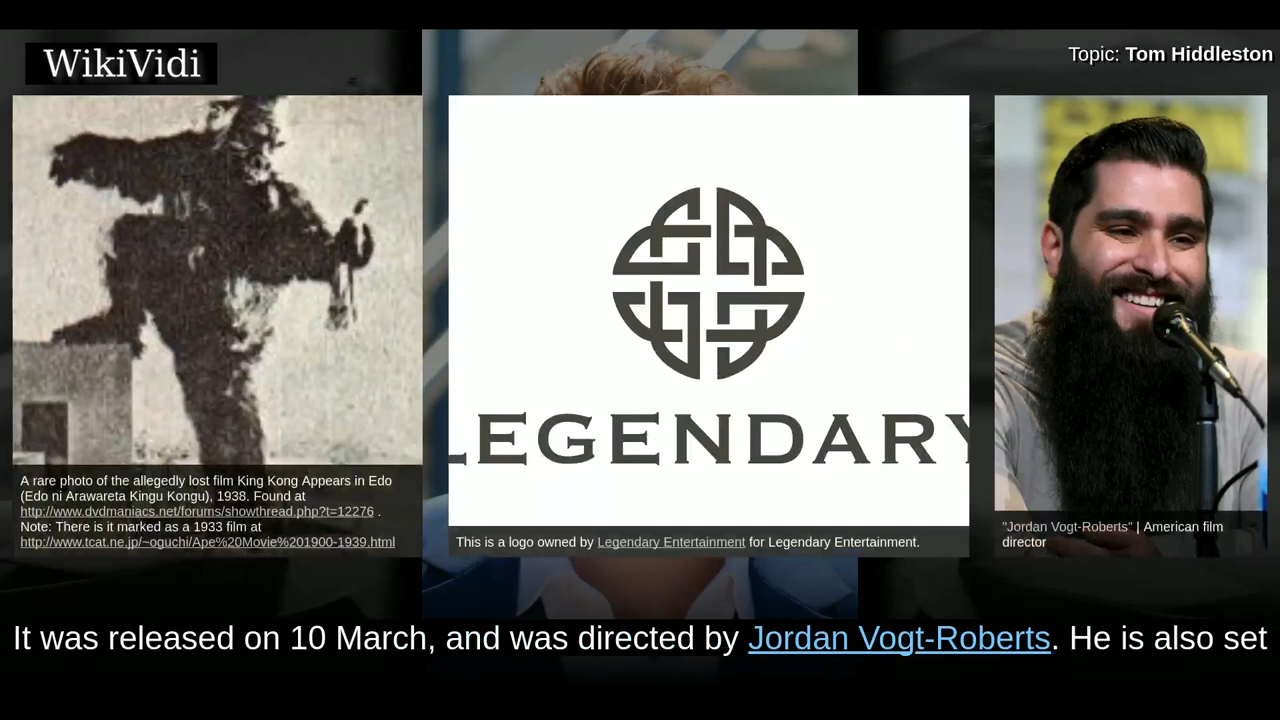 WikiVidi
Topic: Tom Hiddleston
LEGENDARY
A rare photo of the allegedly lost film King Kong Appears in Edo
(Edo ni Arawareta Kingu Kongu), 1938. Found at
http://www.dvdmaniacs.net/forums/showthread.php?t=12276 .
Note: There is it marked as a 1933 film at
http://www.tcat.ne.jp/~oguchi/Ape%20Movie%201900-1939.html
This is a logo owned by Legendary Entertainment for Legendary Entertainment.
"Jordan Vogt-Roberts" | American film
director
It was released on 10 March, and was directed by Jordan Vogt-Roberts. He is also set